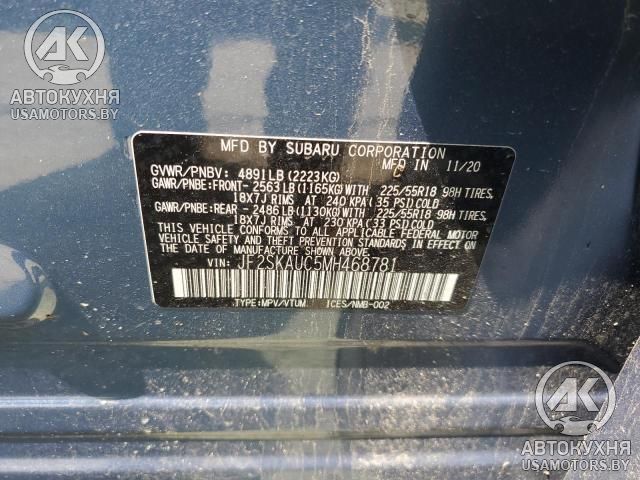 AK
АВТОКУХНЯ
USAMOTORS.BY
MFD BY SUBARU CORPORATION
GVWR/PNBV: 4891LB (2223KG) MFD IN 11/20
GAWR/PNBE:FRONT- 2563LB (1165KG)WITH 225/55R18 98H TIRES,
18X7J RIMS AT 240 KPA (35 PSI)COLD
GAWR/PNBE:REAR - 2486LB (1130KG)WITH 225/55R18 98H TIRES,
18X7J RIMS AT 230 KPA (33 PSI)COLD
THIS VEHICLE CONFORMS TO ALL APPLICABLE FEDERAL MOTOR
VEHICLE SAFETY AND THEFT PREVENTION STANDARDS IN EFFECT ON
THE DATE OF MANUFACTURE SHOWN ABOVE.
VIN: JF2SKAUC5MH468781
TYPE:MPV/VTUM ICES/NMB-002
AK
АВТОКУХНЯ
USAMOTORS.BY